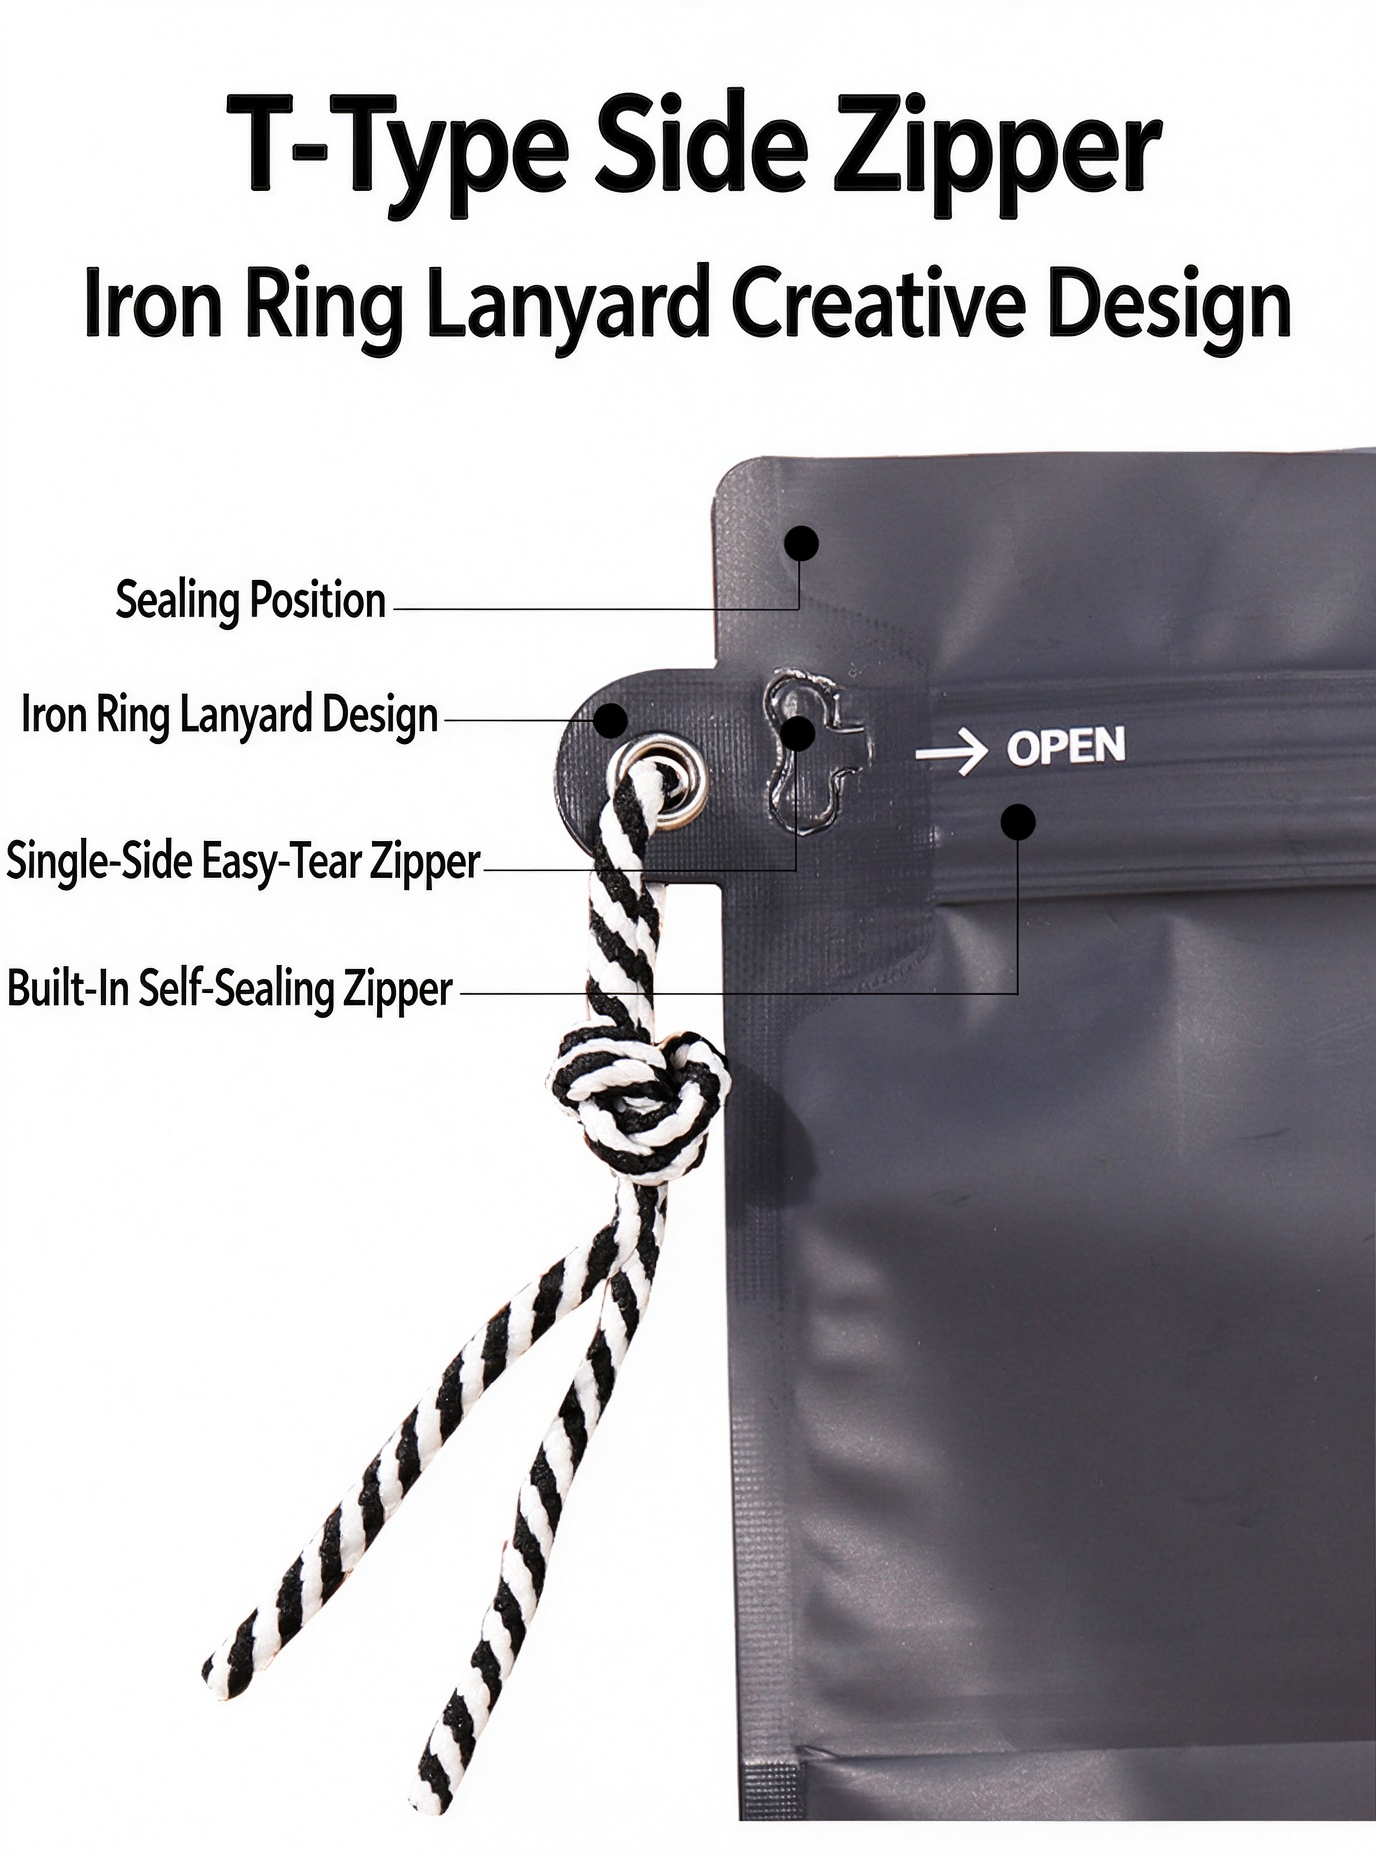 T-Type Side Zipper
Iron Ring Lanyard Creative Design
Sealing Position
Iron Ring Lanyard Design
OPEN
Single-Side Easy-Tear Zipper
Built-In Self-Sealing Zipper